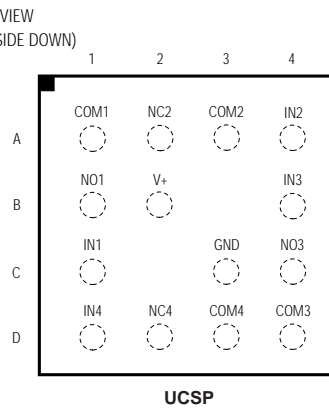 VIEW
SIDE DOWN)
1 2 3 4
COM1 NC2 COM2 IN2
A
NO1 V+ IN3
B
IN1 GND NO3
C
IN4 NC4 COM4 COM3
D
UCSP